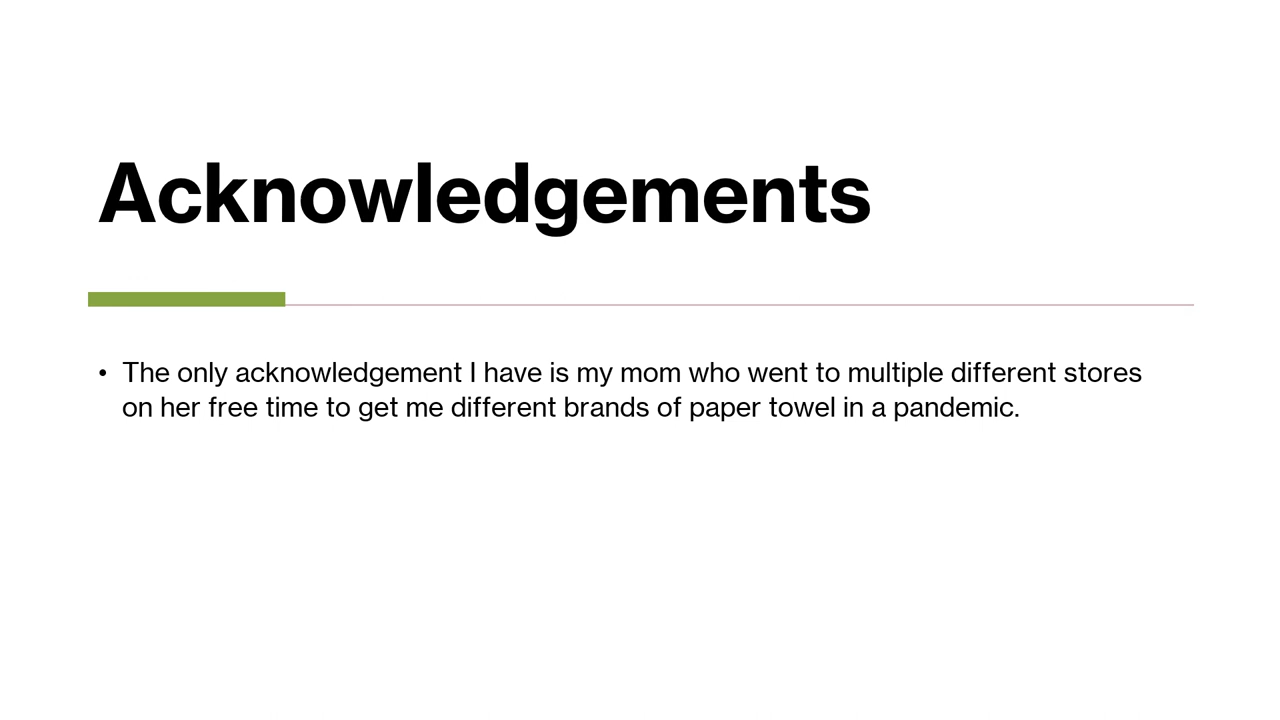 Acknowledgements
• The only acknowledgement I have is my mom who went to multiple different stores
on her free time to get me different brands of paper towel in a pandemic.